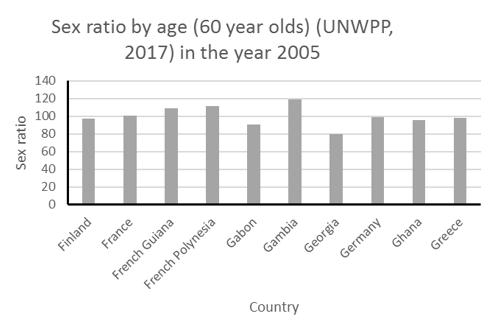 Sex ratio by age (60 year olds) (UNWPP,
2017) in the year 2005
Sex ratio
140
120
100
80
60
40
20
0
Finland
France
French Guiana
French Polynesia
Gabon
Gambia
Georgia
Germany
Ghana
Greece
Country